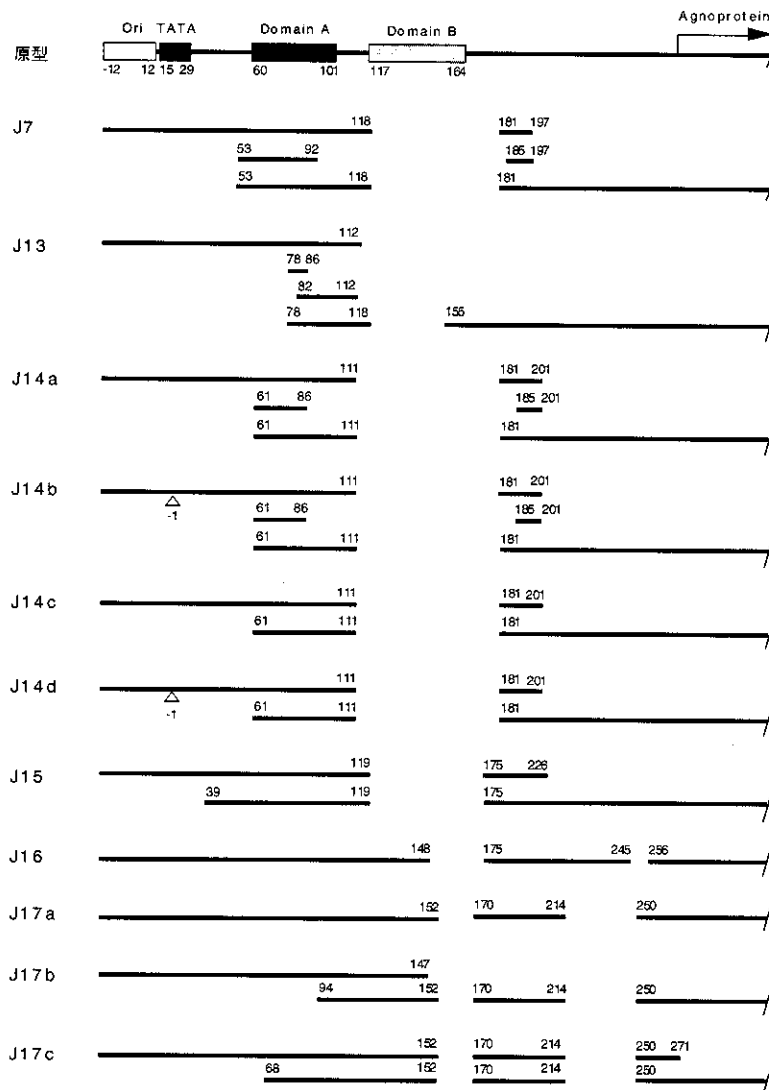 Agnoprotein
Ori TATA Domain A Domain B
原型
-12 12 15 29 60 101 117 164
J7
118 181 197
53 92 185 197
53 118 181
J13
112
78 86
82 112
78 118 155
J14a
111 181 201
61 86 185 201
61 111 181
J14b
111 181 201
-1 61 86 185 201
61 111 181
J14c
111 181 201
61 111 181
J14d
111 181 201
-1 61 111 181
J15
119 175 226
39 119 175
J16
148 175 245 256
J17a
152 170 214 250
J17b
147
94 152 170 214 250
J17c
152 170 214 250 271
68 152 170 214 250